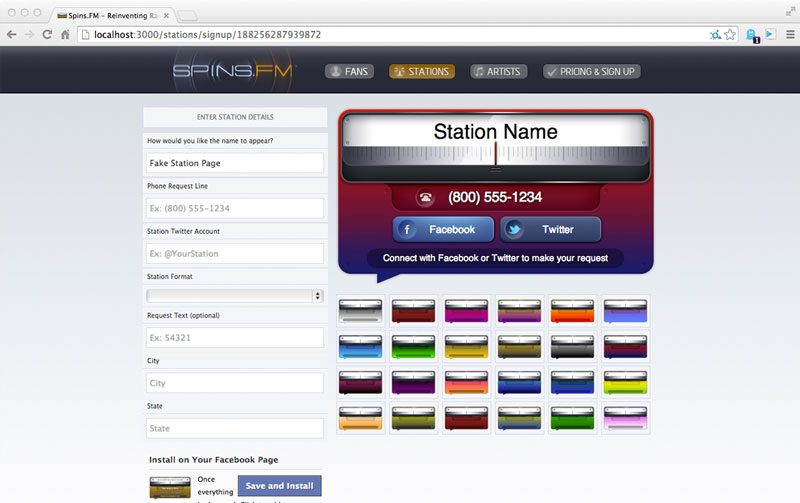 Spins.FM – Reinventing Ra
localhost:3000/stations/signup/188256287939872
SPINS.FM
FANS
STATIONS
ARTISTS
PRICING & SIGN UP
ENTER STATION DETAILS
How would you like the name to appear?
Fake Station Page
Phone Request Line
Ex: (800) 555-1234
Station Twitter Account
Ex: @YourStation
Station Format
Request Text (optional)
Ex: 54321
City
City
State
State
Install on Your Facebook Page
Once
everything
Save and Install
Station Name
(800) 555-1234
Facebook
Twitter
Connect with Facebook or Twitter to make your request